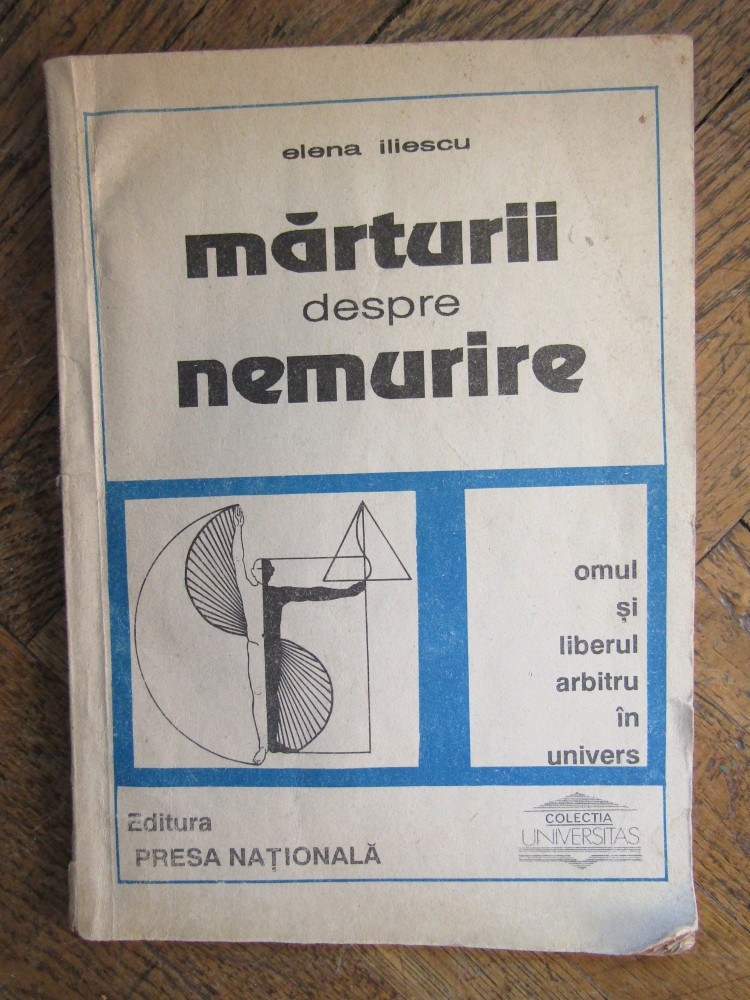 elena iliescu
mărturii
despre
nemurire
omul
și
liberul
arbitru
în
univers
Editura
PRESA NAȚIONALĂ
COLECTIA
UNIVERSITAS